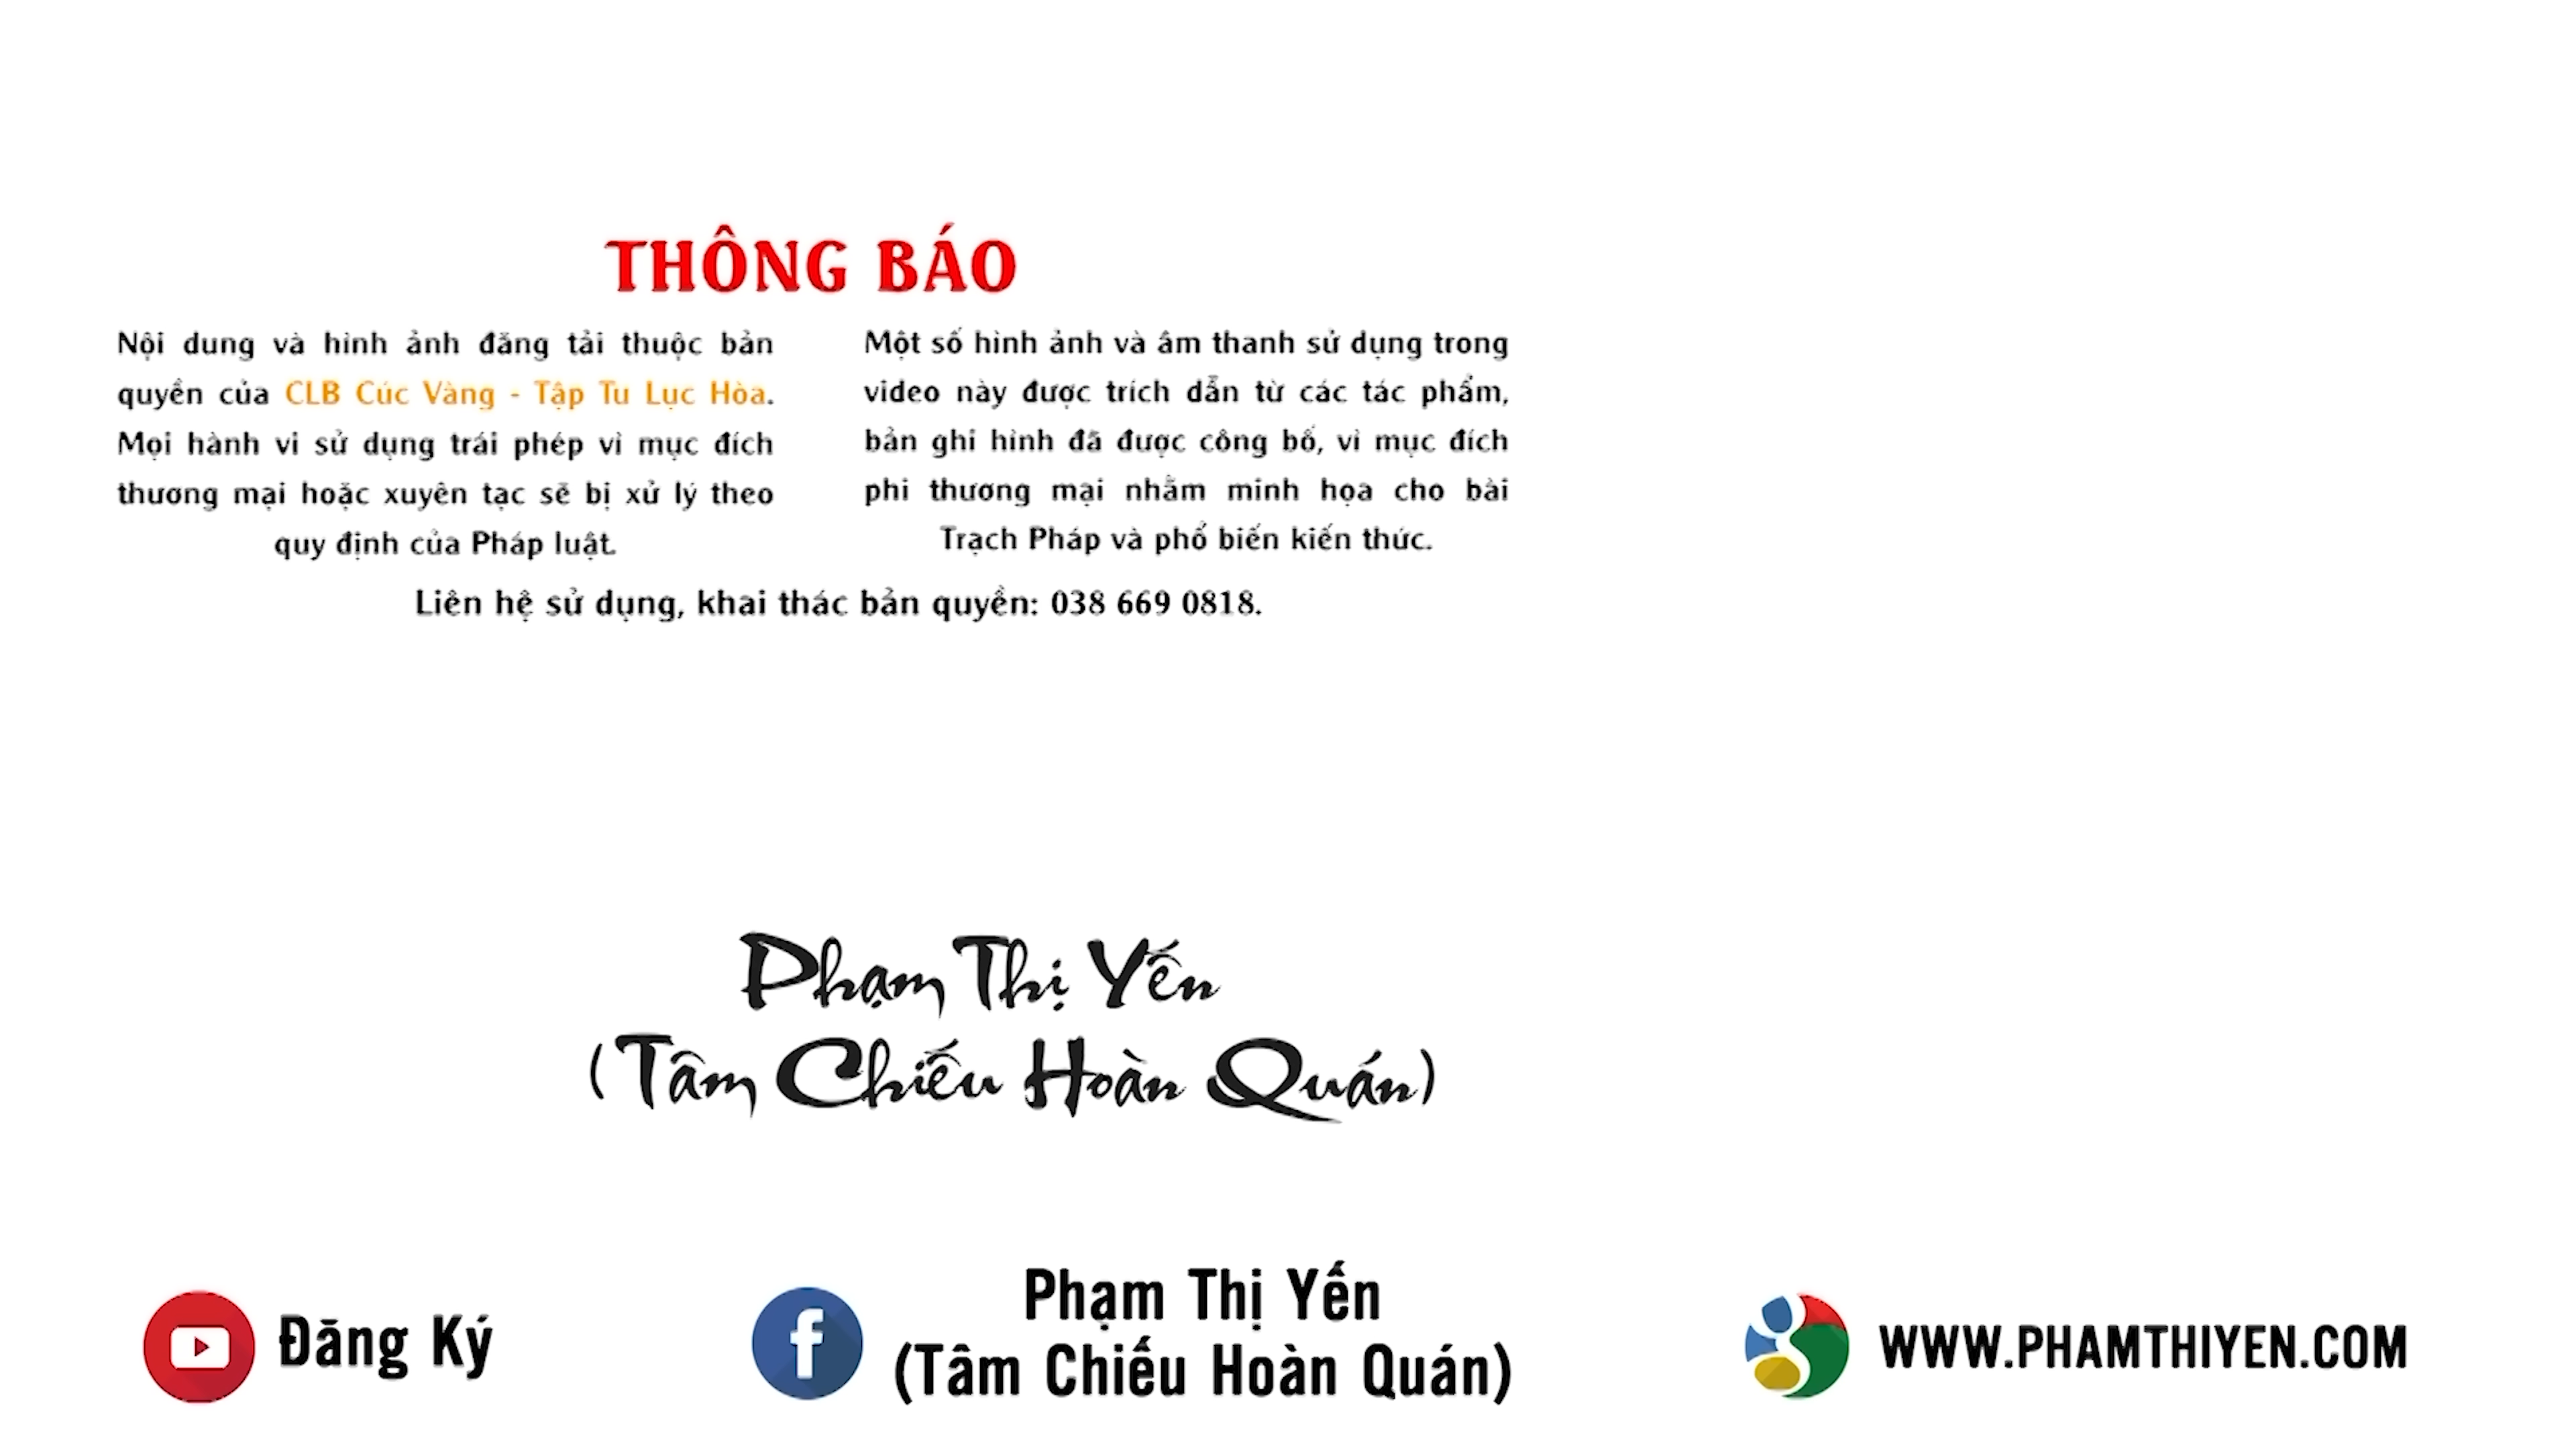 THÔNG BÁO
Nội dung và hình ảnh đăng tải thuộc bản
quyền của CLB Cúc Vàng - Tập Tu Lục Hòa.
Mọi hành vi sử dụng trái phép vì mục đích
thương mại hoặc xuyên tạc sẽ bị xử lý theo
quy định của Pháp luật.
Một số hình ảnh và âm thanh sử dụng trong
video này được trích dẫn từ các tác phẩm,
bản ghi hình đã được công bố, vì mục đích
phi thương mại nhằm minh họa cho bài
Trạch Pháp và phổ biến kiến thức.
Liên hệ sử dụng, khai thác bản quyền: 038 669 0818.
Phạm Thị Yến
(Tâm Chiếu Hoàn Quán)
Đăng Ký
Phạm Thị Yến
(Tâm Chiếu Hoàn Quán)
WWW.PHAMTHIYEN.COM